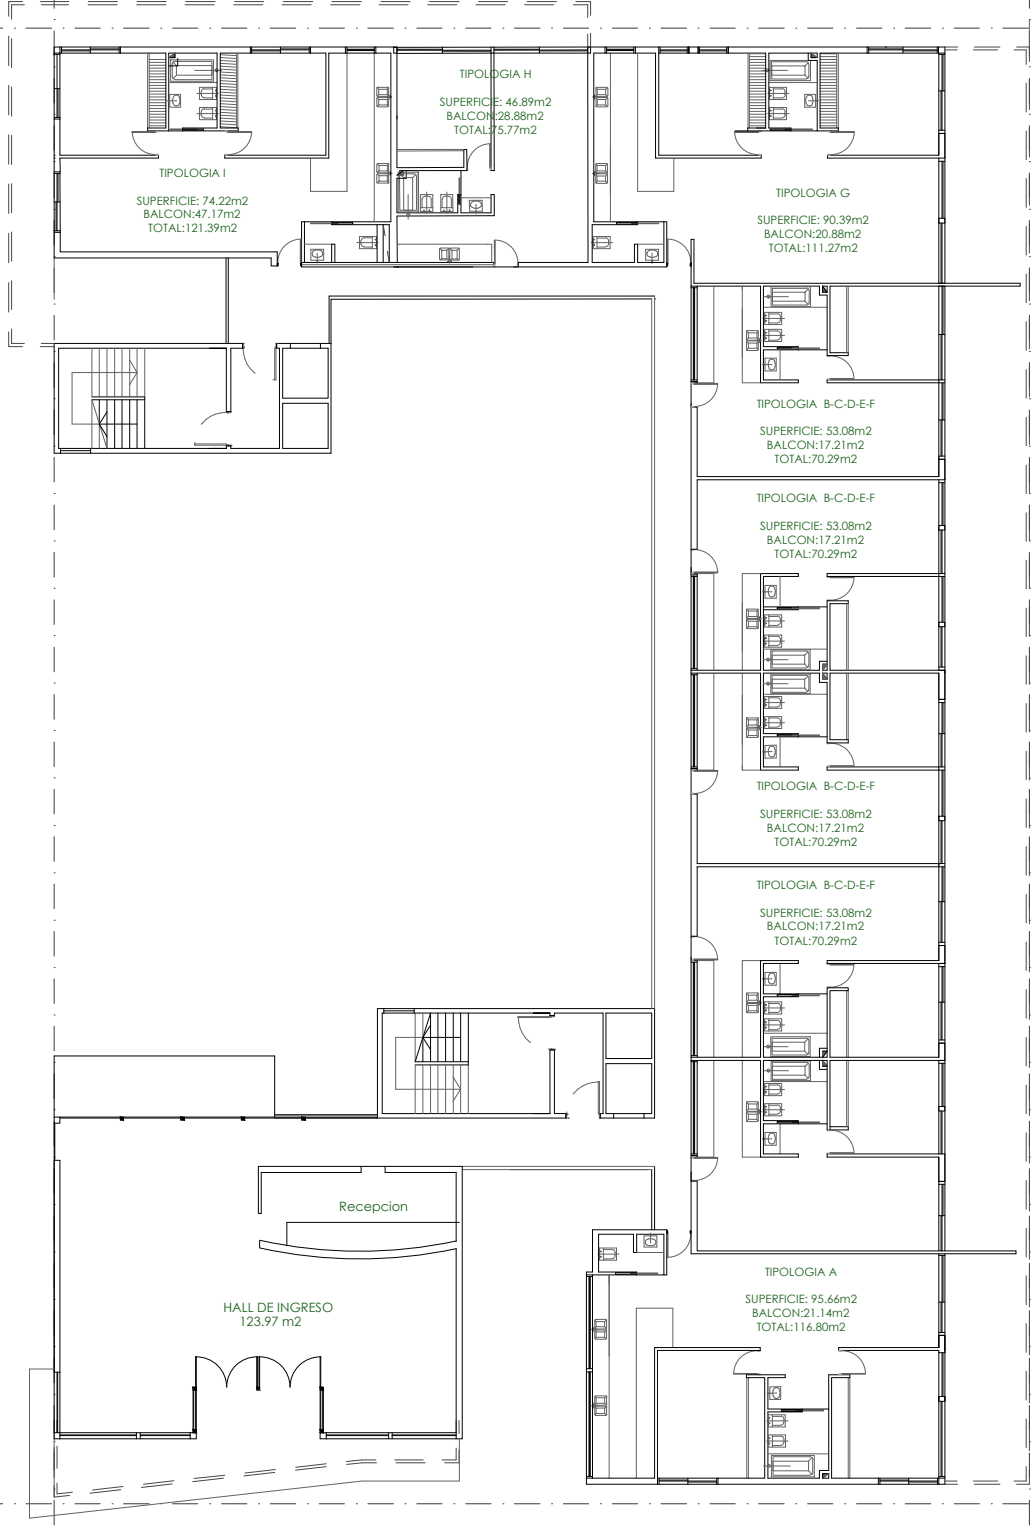 TIPOLOGIA H
SUPERFICIE: 46.89m2
BALCON:28.88m2
TOTAL:75.77m2
TIPOLOGIA I
SUPERFICIE: 74.22m2
BALCON:47.17m2
TOTAL:121.39m2
TIPOLOGIA G
SUPERFICIE: 90.39m2
BALCON:20.88m2
TOTAL:111.27m2
TIPOLOGIA B-C-D-E-F
SUPERFICIE: 53.08m2
BALCON:17.21m2
TOTAL:70.29m2
TIPOLOGIA B-C-D-E-F
SUPERFICIE: 53.08m2
BALCON:17.21m2
TOTAL:70.29m2
TIPOLOGIA B-C-D-E-F
SUPERFICIE: 53.08m2
BALCON:17.21m2
TOTAL:70.29m2
TIPOLOGIA B-C-D-E-F
SUPERFICIE: 53.08m2
BALCON:17.21m2
TOTAL:70.29m2
Recepcion
HALL DE INGRESO
123.97 m2
TIPOLOGIA A
SUPERFICIE: 95.66m2
BALCON:21.14m2
TOTAL:116.80m2